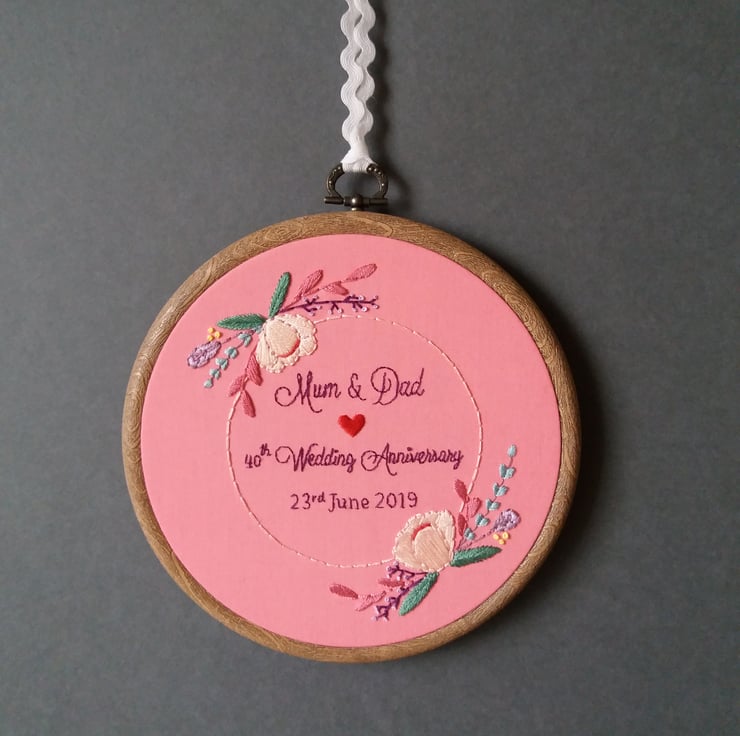 Mum & Dad
40th Wedding Anniversary
23rd June 2019